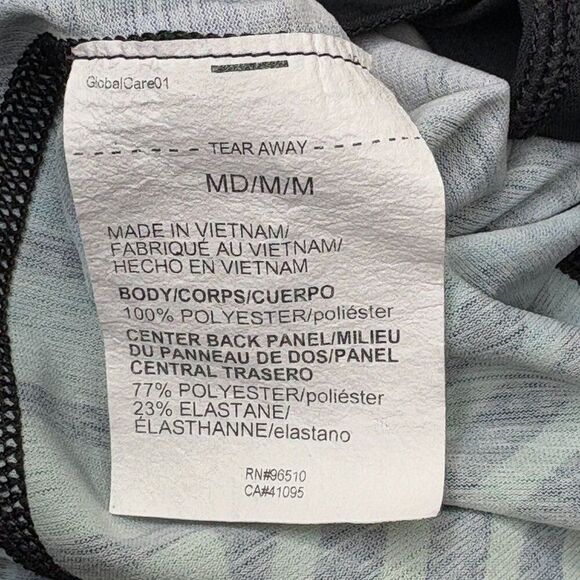 GlobalCare01
TEAR AWAY
MD/M/M
MADE IN VIETNAM/
FABRIQUÉ AU VIETNAM/
HECHO EN VIETNAM
BODY/CORPS/CUERPO
100% POLYESTER/poliéster
CENTER BACK PANEL/MILIEU
DU PANNEAU DE DOS/PANEL
CENTRAL TRASERO
77% POLYESTER/poliéster
23% ELASTANE/
ÉLASTHANNE/elastano
RN#96510
CA#41095